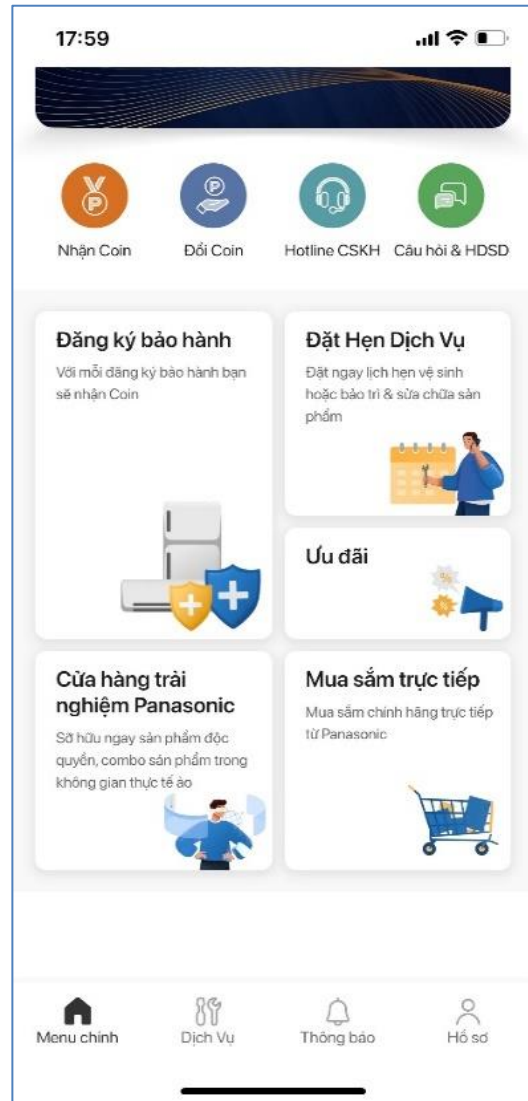 17:59
Nhận Coin
Đổi Coin
Hotline CSKH
Câu hỏi & HDSD
Đăng ký bảo hành
Với mỗi đăng ký bảo hành bạn
sẽ nhận Coin
Đặt Hẹn Dịch Vụ
Đặt ngay lịch hẹn vệ sinh
hoặc bảo trì & sửa chữa sản
phẩm
Ưu đãi
Cửa hàng trải
nghiệm Panasonic
Sở hữu ngay sản phẩm độc
quyền, combo sản phẩm trong
không gian thực tế ảo
Mua sắm trực tiếp
Mua sắm chính hãng trực tiếp
từ Panasonic
Menu chính
Dịch Vụ
Thông báo
Hồ sơ